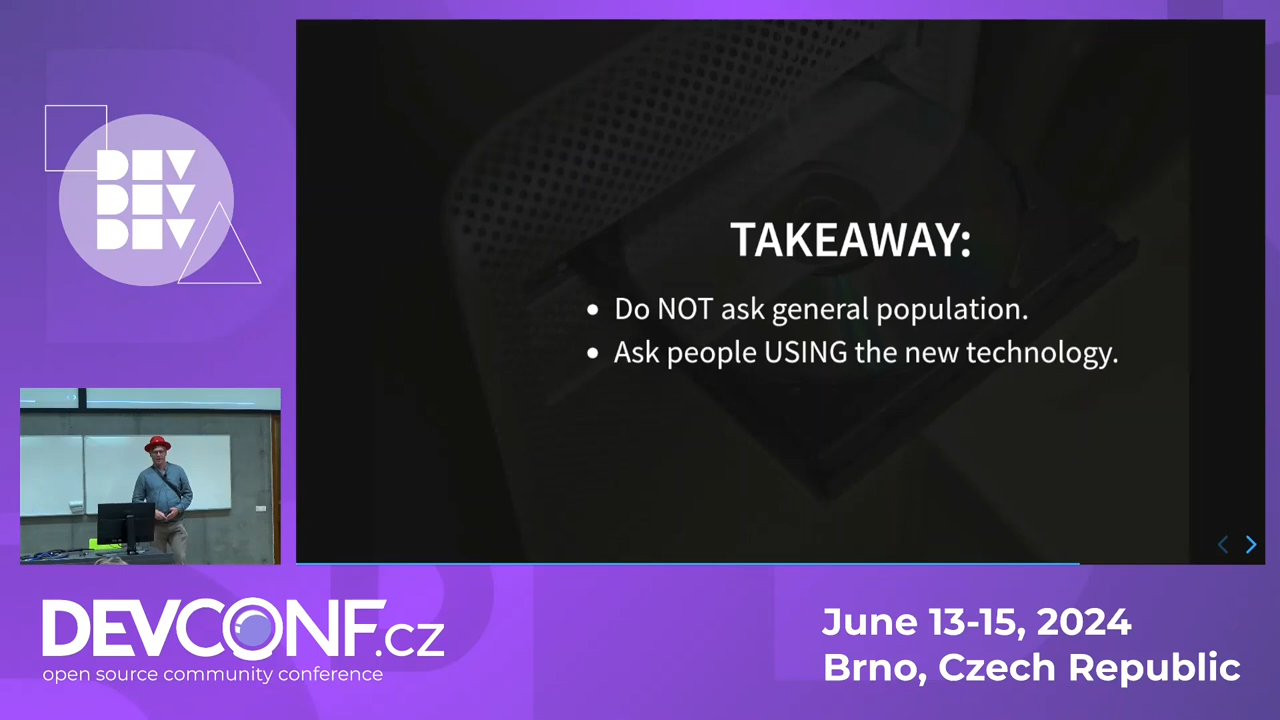 DEV
DEV
DEV
TAKEAWAY:
• Do NOT ask general population.
• Ask people USING the new technology.
DEVCONF.cz
open source community conference
June 13-15, 2024
Brno, Czech Republic